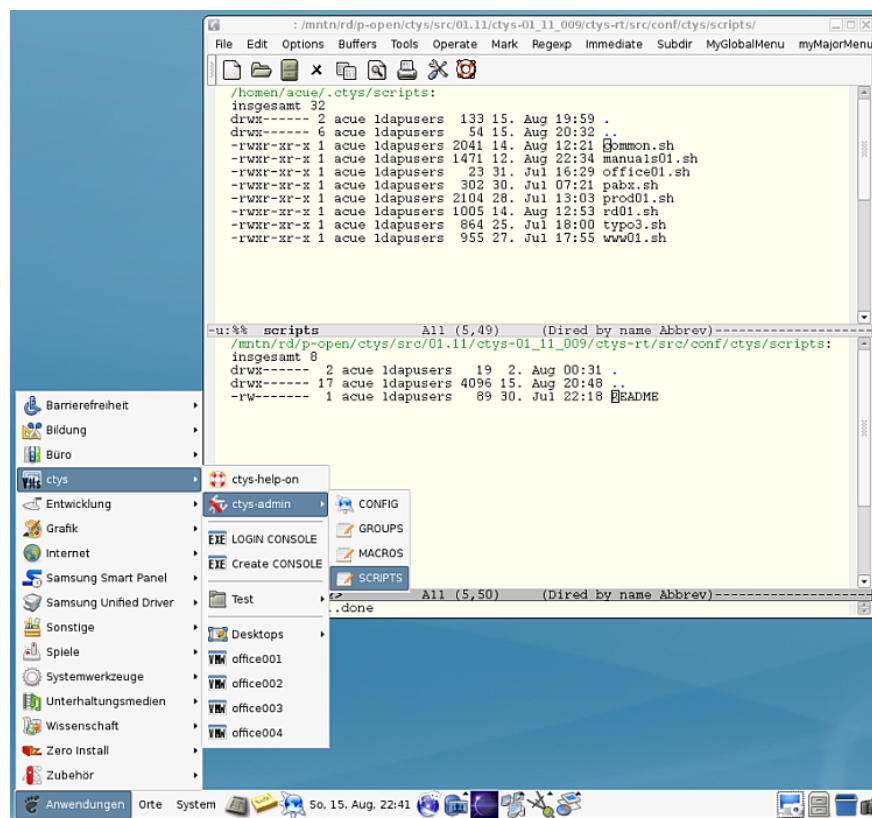 : /mntn/rd/p-open/ctys/src/01.11/ctys-01_11_009/ctys-rt/src/conf/ctys/scripts/
File Edit Options Buffers Tools Operate Mark Regexp Immediate Subdir MyGlobalMenu myMajorMenu
/homen/acue/.ctys/scripts:
insgesamt 32
drwx------ 2 acue ldapusers 133 15. Aug 19:59 .
drwx------ 6 acue ldapusers 54 15. Aug 20:32 ..
-rwxr-xr-x 1 acue ldapusers 2041 14. Aug 12:21 common.sh
-rwxr-xr-x 1 acue ldapusers 1471 12. Aug 22:34 manuals01.sh
-rwxr-xr-x 1 acue ldapusers 23 31. Jul 16:29 office01.sh
-rwxr-xr-x 1 acue ldapusers 302 30. Jul 07:21 pabx.sh
-rwxr-xr-x 1 acue ldapusers 2104 28. Jul 13:03 prod01.sh
-rwxr-xr-x 1 acue ldapusers 1005 14. Aug 12:53 rd01.sh
-rwxr-xr-x 1 acue ldapusers 864 25. Jul 18:00 typo3.sh
-rwxr-xr-x 1 acue ldapusers 955 27. Jul 17:55 www01.sh
-u:%% scripts All (5,49) (Dired by name Abbrev)--------------------
/mntn/rd/p-open/ctys/src/01.11/ctys-01_11_009/ctys-rt/src/conf/ctys/scripts:
insgesamt 8
drwx------ 2 acue ldapusers 19 2. Aug 00:31 .
drwx------ 17 acue ldapusers 4096 15. Aug 20:48 ..
-rw------- 1 acue ldapusers 89 30. Jul 22:18 README
All (5,50) (Dired by name Abbrev)--------------------
..done
Barrierefreiheit
Bildung
Büro
VMs ctys
Entwicklung
Grafik
Internet
Samsung Smart Panel
Samsung Unified Driver
Sonstige
Spiele
Systemwerkzeuge
Unterhaltungsmedien
Wissenschaft
Zero Install
Zubehör
ctys-help-on
ctys-admin
EXE LOGIN CONSOLE
EXE Create CONSOLE
Test
Desktops
VMW office001
VMW office002
VMW office003
VMW office004
CONFIG
GROUPS
MACROS
SCRIPTS
Anwendungen Orte System So, 15. Aug, 22:41